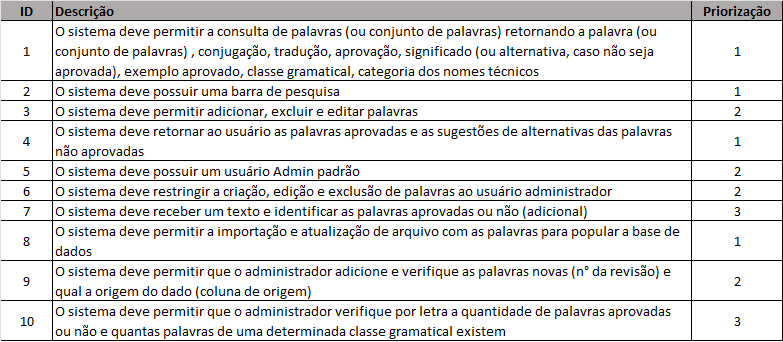 ID Descrição Priorização
O sistema deve permitir a consulta de palavras (ou conjunto de palavras) retornando a palavra (ou
1 conjunto de palavras) , conjugação, tradução, aprovação, significado (ou alternativa, caso não seja 1
aprovada), exemplo aprovado, classe gramatical, categoria dos nomes técnicos
2 O sistema deve possuir uma barra de pesquisa 1
3 O sistema deve permitir adicionar, excluir e editar palavras 2
4 O sistema deve retornar ao usuário as palavras aprovadas e as sugestões de alternativas das palavras 1
não aprovadas
5 O sistema deve possuir um usuário Admin padrão 2
6 O sistema deve restringir a criação, edição e exclusão de palavras ao usuário administrador 2
7 O sistema deve receber um texto e identificar as palavras aprovadas ou não (adicional) 3
8 O sistema deve permitir a importação e atualização de arquivo com as palavras para popular a base de 1
dados
9 O sistema deve permitir que o administrador adicione e verifique as palavras novas (n° da revisão) e 2
qual a origem do dado (coluna de origem)
10 O sistema deve permitir que o administrador verifique por letra a quantidade de palavras aprovadas 3
ou não e quantas palavras de uma determinada classe gramatical existem